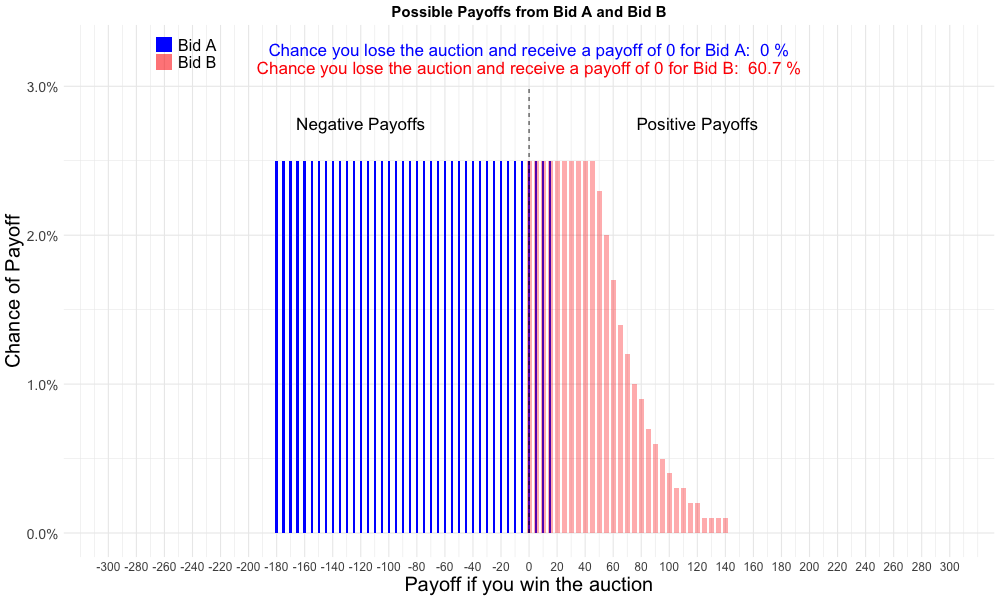 Possible Payoffs from Bid A and Bid B
Bid A
Bid B
Chance you lose the auction and receive a payoff of 0 for Bid A:  0 %
Chance you lose the auction and receive a payoff of 0 for Bid B:  60.7 %
Negative Payoffs
Positive Payoffs
Chance of Payoff
3.0%
2.0%
1.0%
0.0%
-300 -280 -260 -240 -220 -200 -180 -160 -140 -120 -100 -80 -60 -40 -20 0 20 40 60 80 100 120 140 160 180 200 220 240 260 280 300
Payoff if you win the auction